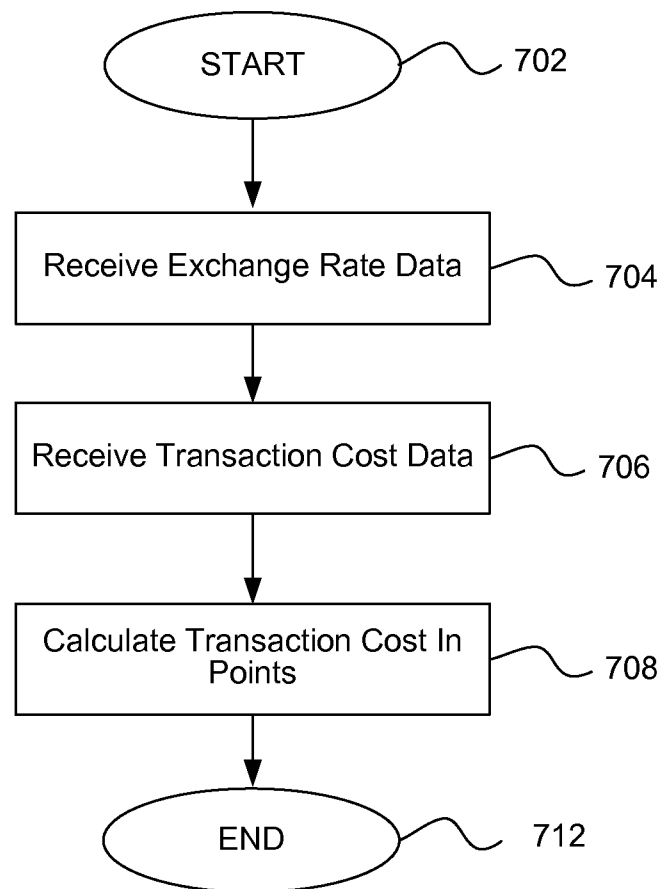 START
702
Receive Exchange Rate Data
704
Receive Transaction Cost Data
706
Calculate Transaction Cost In
Points
708
END
712